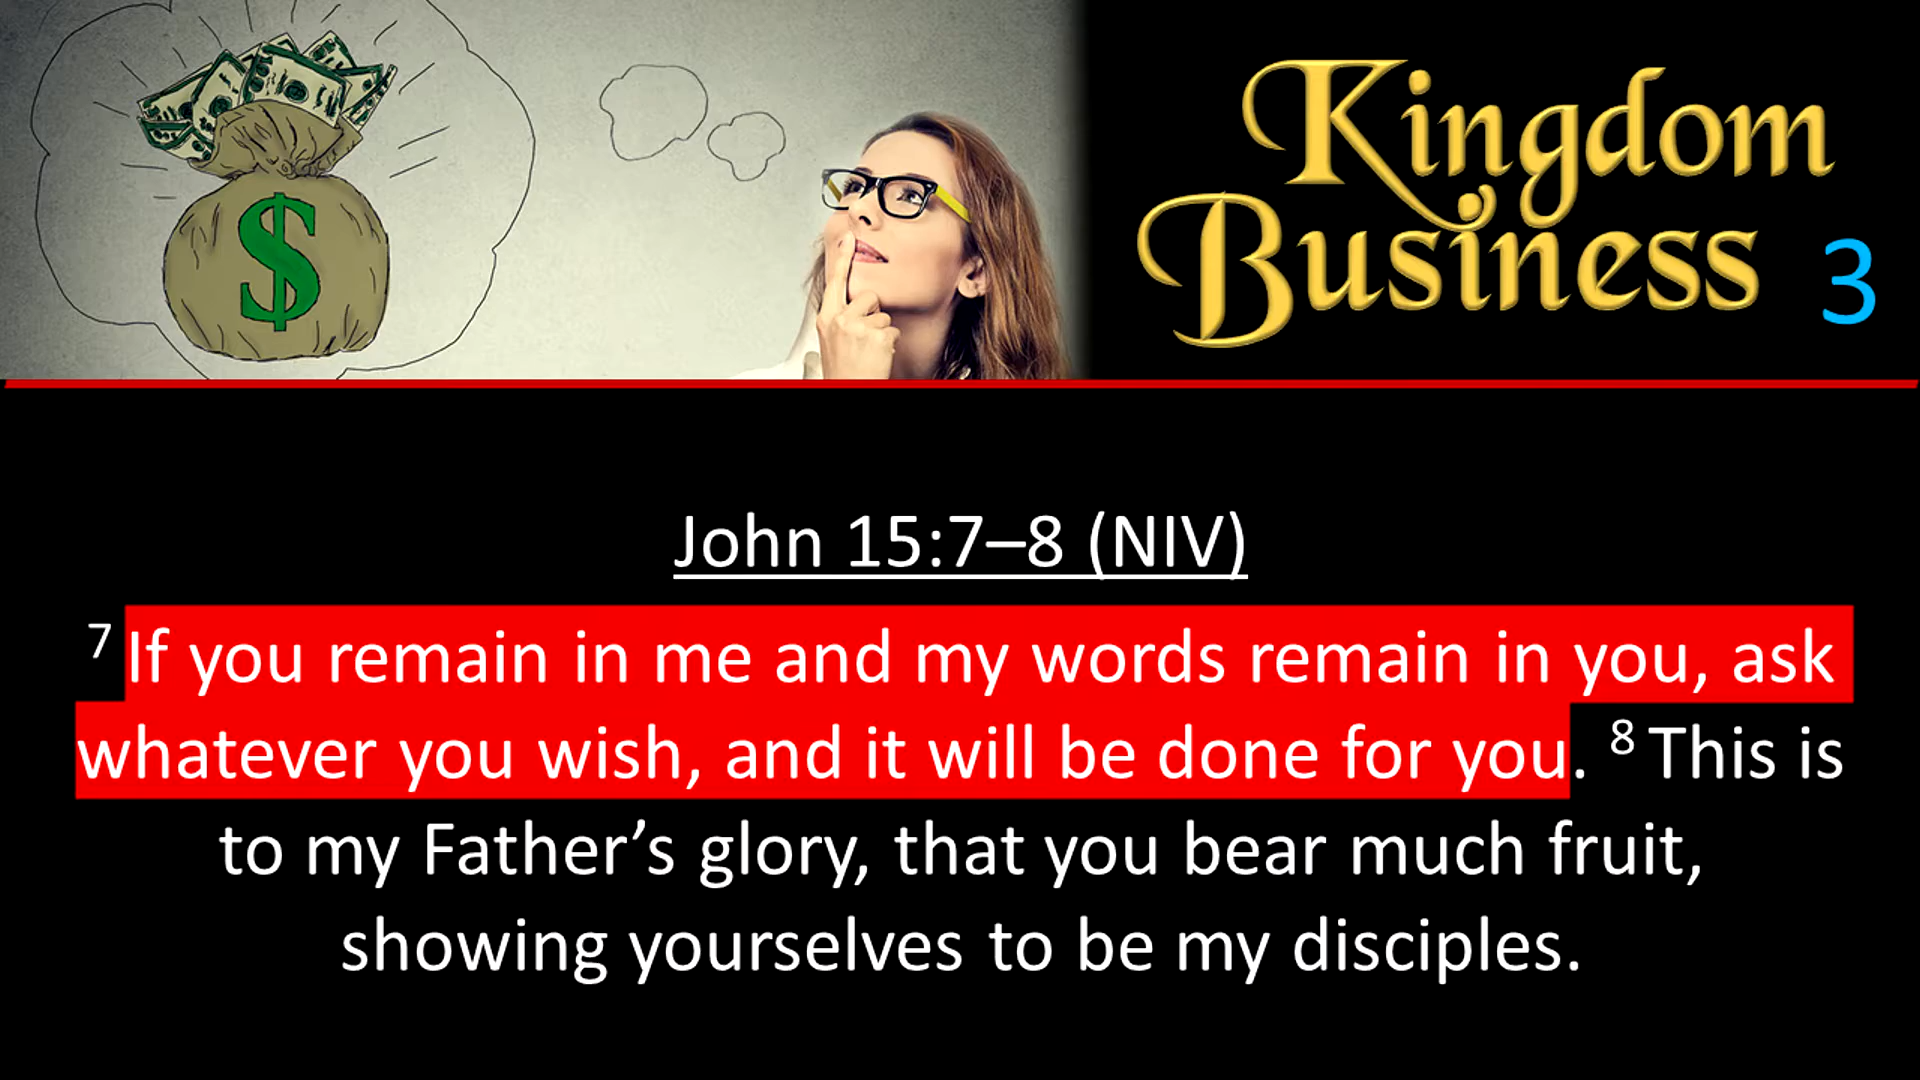 $
Kingdom
Business 3
John 15:7–8 (NIV)
7 If you remain in me and my words remain in you, ask
whatever you wish, and it will be done for you. 8 This is
to my Father’s glory, that you bear much fruit,
showing yourselves to be my disciples.